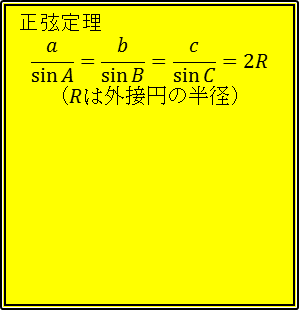 正弦定理
a/sin A = b/sin B = c/sin C = 2R
（Rは外接円の半径）